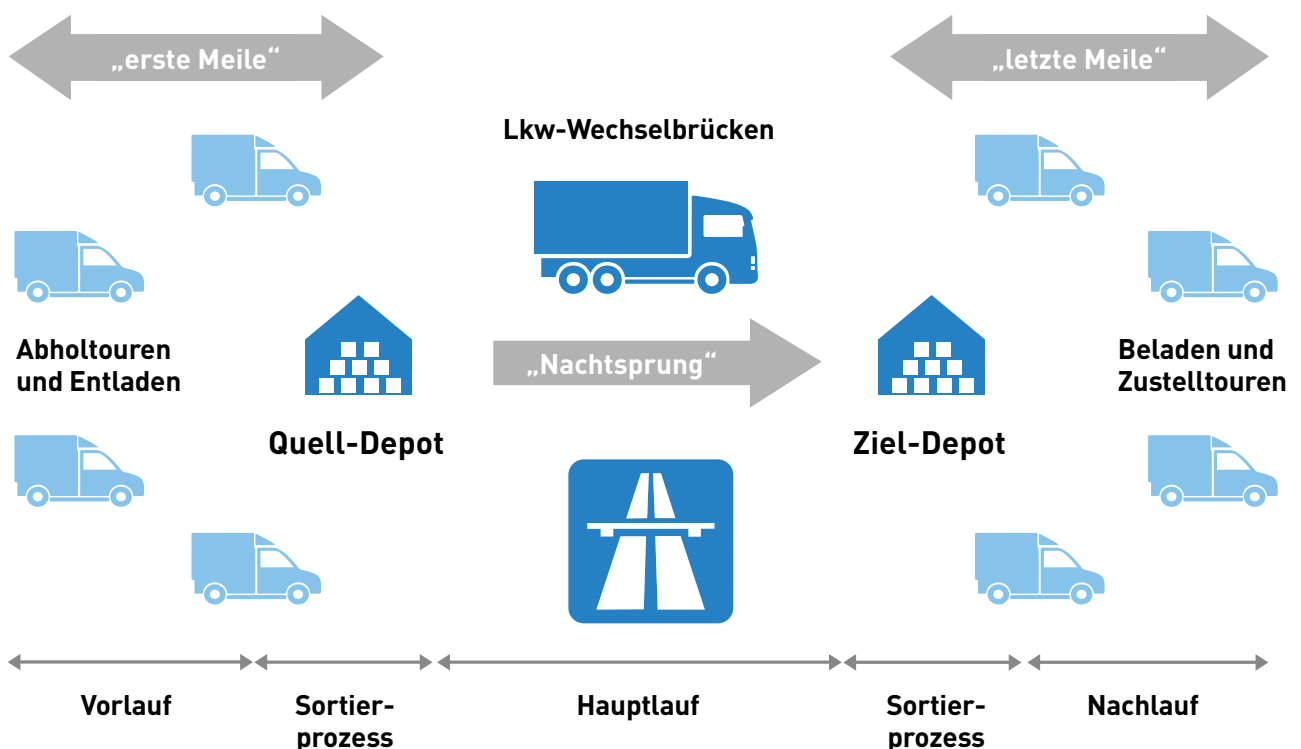 „erste Meile“
„letzte Meile“
Lkw-Wechselbrücken
Abholtouren
und Entladen
„Nachtsprung“
Beladen und
Zustelltouren
Quell-Depot
Ziel-Depot
Vorlauf
Sortier-
prozess
Hauptlauf
Sortier-
prozess
Nachlauf